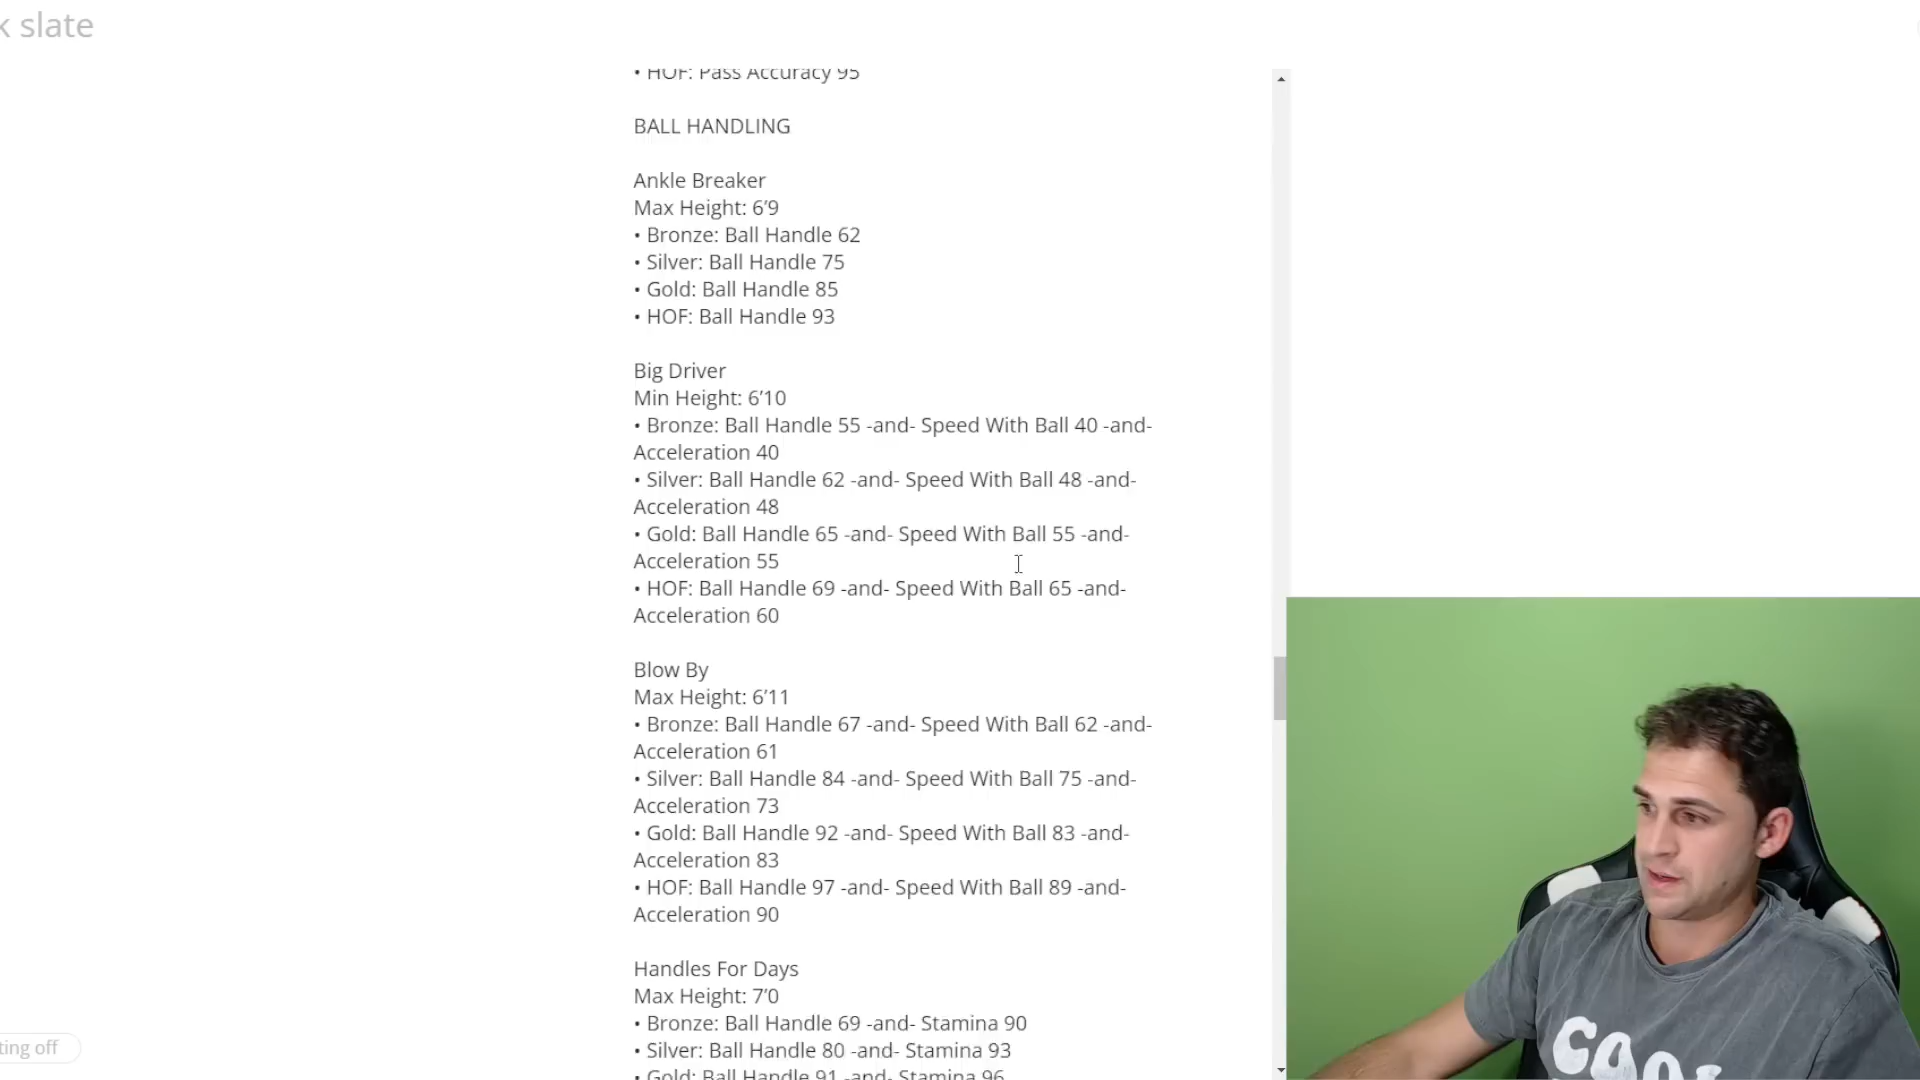 k slate
• HOF: Pass Accuracy 95
BALL HANDLING
Ankle Breaker
Max Height: 6’9
• Bronze: Ball Handle 62
• Silver: Ball Handle 75
• Gold: Ball Handle 85
• HOF: Ball Handle 93
Big Driver
Min Height: 6’10
• Bronze: Ball Handle 55 -and- Speed With Ball 40 -and-
Acceleration 40
• Silver: Ball Handle 62 -and- Speed With Ball 48 -and-
Acceleration 48
• Gold: Ball Handle 65 -and- Speed With Ball 55 -and-
Acceleration 55
• HOF: Ball Handle 69 -and- Speed With Ball 65 -and-
Acceleration 60
Blow By
Max Height: 6’11
• Bronze: Ball Handle 67 -and- Speed With Ball 62 -and-
Acceleration 61
• Silver: Ball Handle 84 -and- Speed With Ball 75 -and-
Acceleration 73
• Gold: Ball Handle 92 -and- Speed With Ball 83 -and-
Acceleration 83
• HOF: Ball Handle 97 -and- Speed With Ball 89 -and-
Acceleration 90
Handles For Days
Max Height: 7’0
• Bronze: Ball Handle 69 -and- Stamina 90
• Silver: Ball Handle 80 -and- Stamina 93
• Gold: Ball Handle 91 -and- Stamina 96
ting off